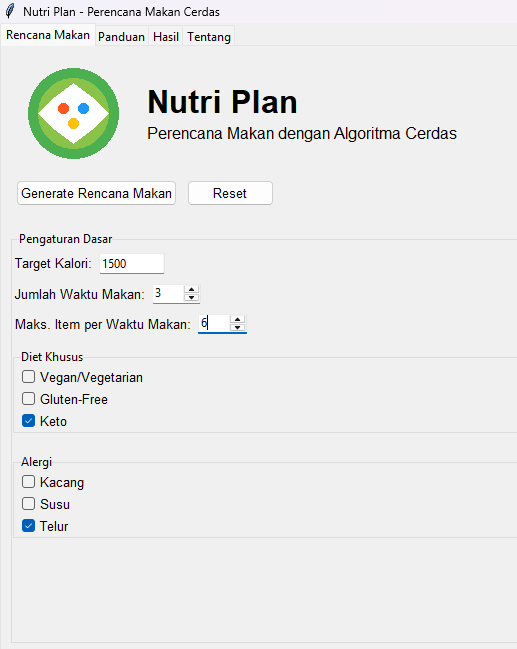 Nutri Plan - Perencana Makan Cerdas
Rencana Makan Panduan Hasil Tentang
Nutri Plan
Perencana Makan dengan Algoritma Cerdas
Generate Rencana Makan Reset
Pengaturan Dasar
Target Kalori: 1500
Jumlah Waktu Makan: 3
Maks. Item per Waktu Makan: 6
Diet Khusus
Vegan/Vegetarian
Gluten-Free
Keto
Alergi
Kacang
Susu
Telur